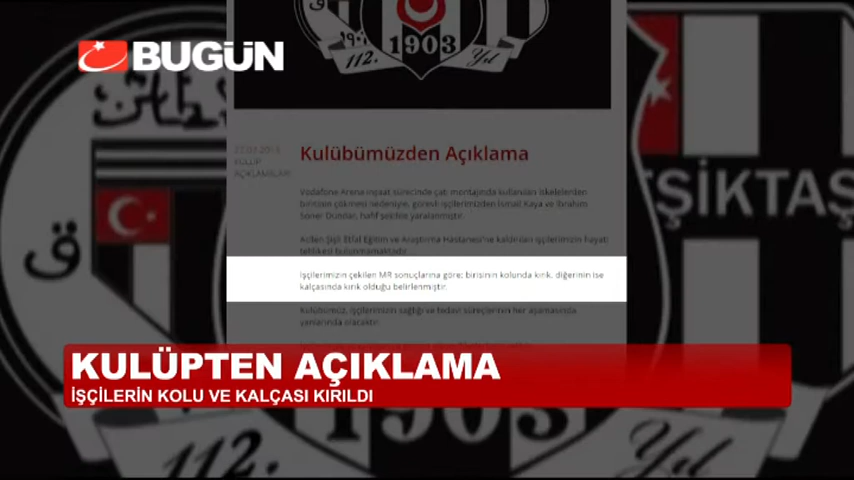 BUGÜN
1903
112. Yıl
Kulübümüzden Açıklama
KULÜP
AÇIKLAMALARI
Vodafone Arena inşaat sürecinde çatı montajında kullanılan iskelelerden
birisinin çökmesi nedeniyle, görevli işçilerimizden İsmail Kaya ve İbrahim
Soner Dündar, hafif şekilde yaralanmıştır.
Acilen Şişli Etfal Eğitim ve Araştırma Hastanesi'ne kaldırılan işçilerimizin hayati
tehlikesi bulunmamaktadır.
İşçilerimizin çekilen MR sonuçlarına göre; birisinin kolunda kırık, diğerinin ise
kalçasında kırık olduğu belirlenmiştir.
Kulübümüz, işçilerimizin sağlığı ve tedavi süreçlerinin her aşamasında
yanlarında olacaktır.
ŞİKTAŞ
KULÜPTEN AÇIKLAMA
İŞÇİLERİN KOLU VE KALÇASI KIRILDI
1903
112. Yıl